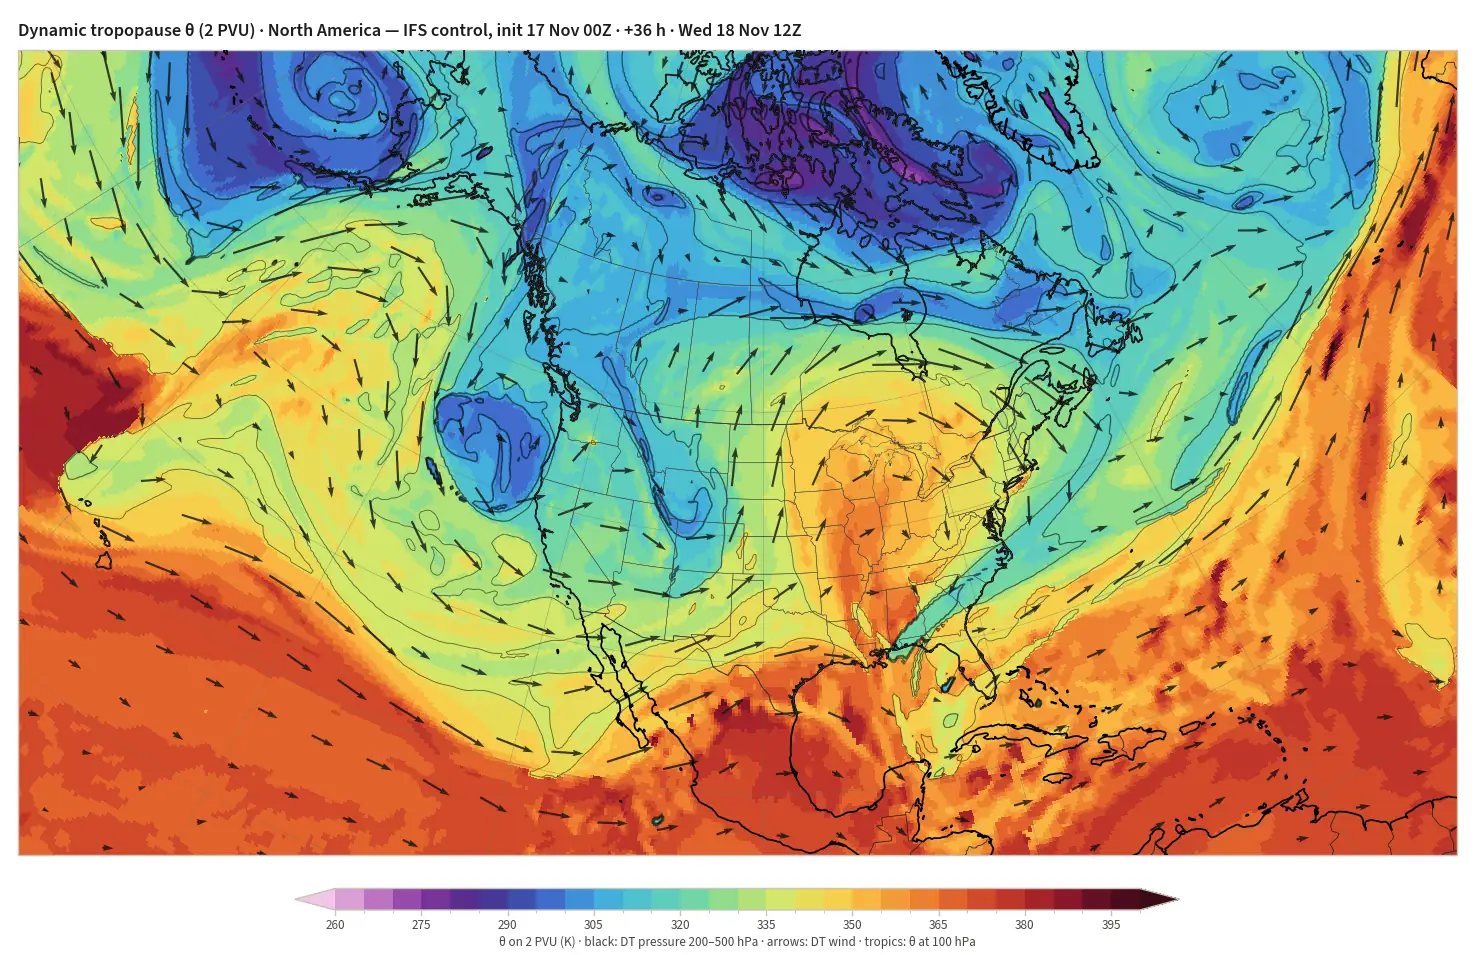 Dynamic tropopause θ (2 PVU) · North America — IFS control, init 17 Nov 00Z · +36 h · Wed 18 Nov 12Z
260 275 290 305 320 335 350 365 380 395
θ on 2 PVU (K) · black: DT pressure 200–500 hPa · arrows: DT wind · tropics: θ at 100 hPa